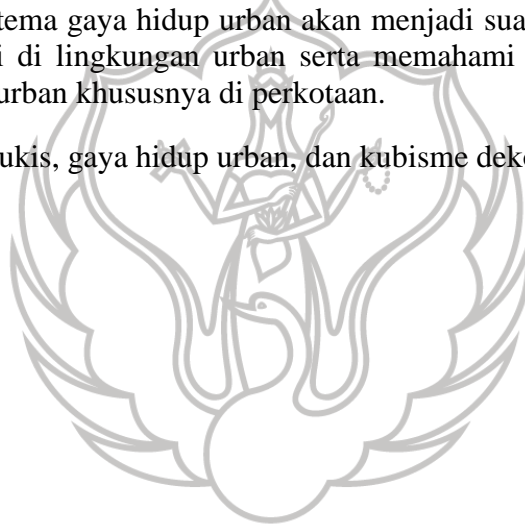 tema gaya hidup urban akan menjadi sua
i di lingkungan urban serta memahami
urban khususnya di perkotaan.
ukis, gaya hidup urban, dan kubisme deko